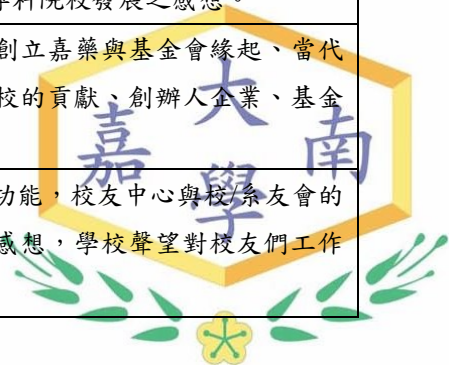 專科院校發展之感想。
創立嘉藥與基金會緣起、當代
校的貢獻、創辦人企業、基金
功能,校友中心與校/系友會的
感想,學校聲望對校友們工作
嘉 大 南
學